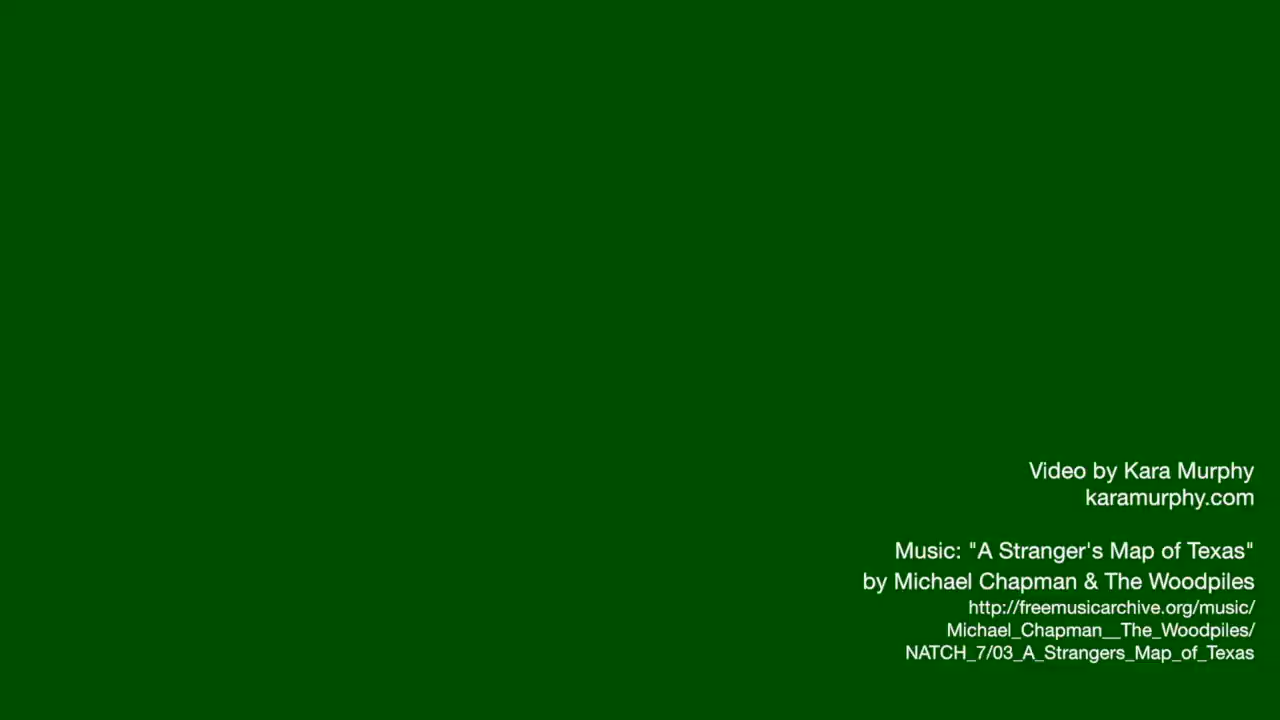 Video by Kara Murphy
karamurphy.com
Music: "A Stranger's Map of Texas"
by Michael Chapman & The Woodpiles
http://freemusicarchive.org/music/
Michael_Chapman__The_Woodpiles/
NATCH_7/03_A_Strangers_Map_of_Texas